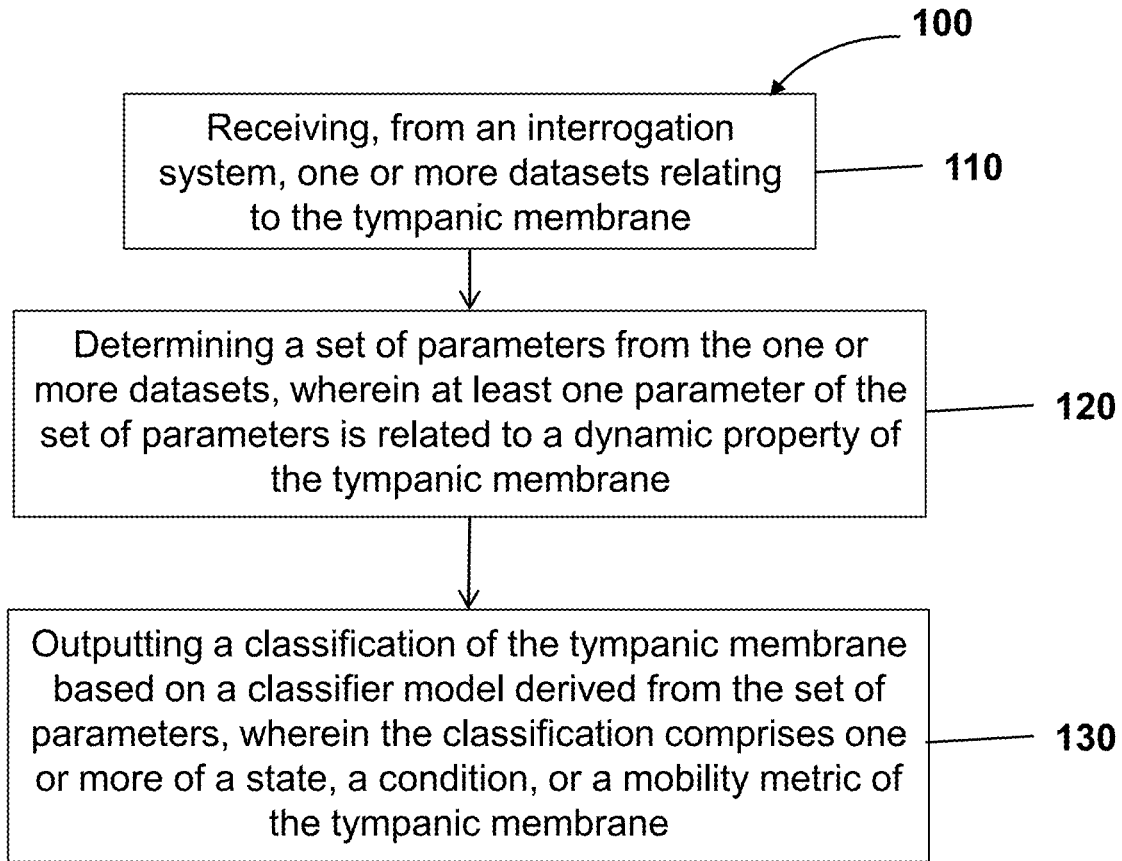 100
Receiving, from an interrogation
system, one or more datasets relating
to the tympanic membrane
110
Determining a set of parameters from the one or
more datasets, wherein at least one parameter of the
set of parameters is related to a dynamic property of
the tympanic membrane
120
Outputting a classification of the tympanic membrane
based on a classifier model derived from the set of
parameters, wherein the classification comprises one
or more of a state, a condition, or a mobility metric of
the tympanic membrane
130